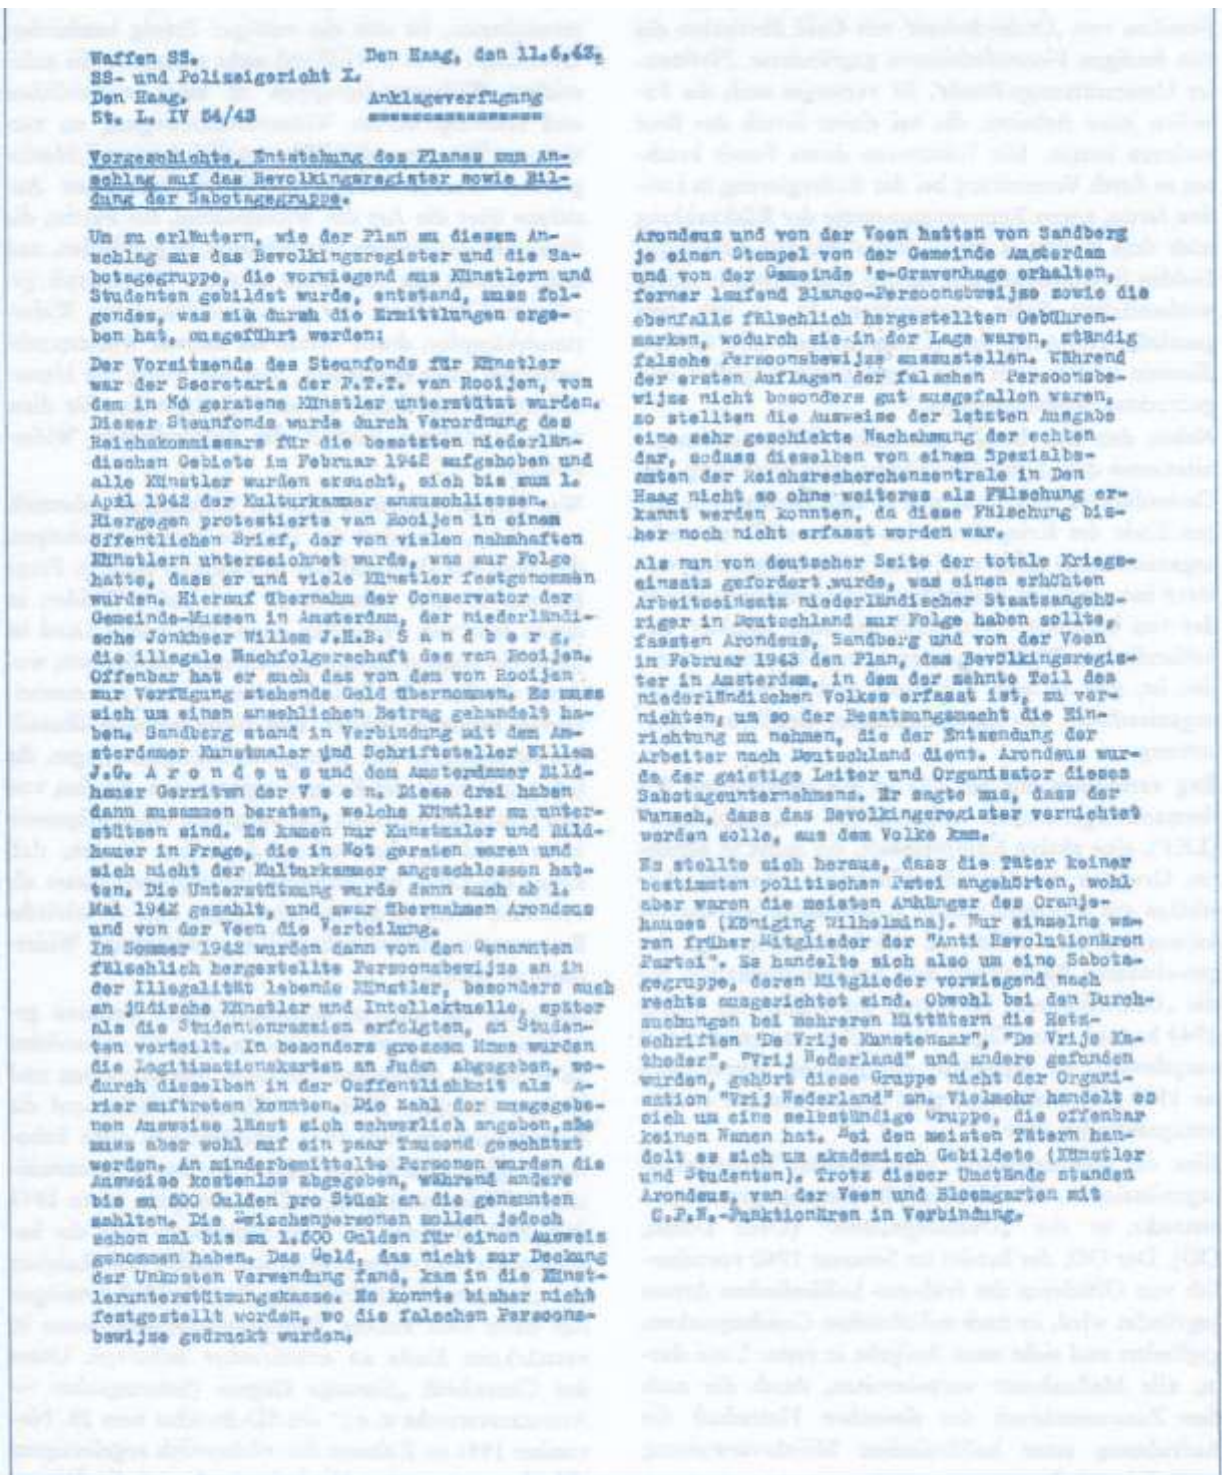 Waffen SS.
Den Haag, den 11.6.43.
SS- und Polizeigericht X.
Den Haag.
Anklageverfügung
St. L. IV 54/43
Vorgeschichte, Entstehung des Planes zum An-
schlag auf das Bevolkingsregister sowie Bil-
dung der Sabotagegruppe.
Um zu erläutern, wie der Plan zu diesem An-
schlag aus das Bevolkingsregister und die Sa-
botagegruppe, die vorwiegend aus Künstlern und
Studenten gebildet wurde, entstand, muss fol-
gendes, was sich durch die Ermittlungen erge-
ben hat, ausgeführt werden:
Der Vorsitzende des Steunfonds für Künstler
war der Secretaris der P.T.T. van Rooijen, von
dem in Nd geratene Künstler unterstützt wurden.
Dieser Steunfonds wurde durch Verordnung des
Reichskommissars für die besetzten niederlän-
dischen Gebiete im Februar 1942 aufgehoben und
alle Künstler wurden ersucht, sich bis zum 1.
April 1942 der Kulturkammer anzuschliessen.
Hiergegen protestierte van Rooijen in einem
öffentlichen Brief, der von vielen namhaften
Künstlern unterzeichnet wurde, was zur Folge
hatte, dass er und viele Künstler festgenommen
wurden. Hierauf übernahm der Conservator der
Gemeinde-Museen in Amsterdam, der niederländi-
sche Jonkheer Willem J.H.B. S a n d b e r g,
die illegale Nachfolgerschaft des van Rooijen.
Offenbar hat er auch das von dem van Rooijen
zur Verfügung stehende Geld übernommen. Es muss
sich um einen ansehlichen Betrag gehandelt ha-
ben. Sandberg stand in Verbindung mit dem Am-
sterdamer Kunstmaler und Schriftsteller Willem
J.C. A r o n d e u s und dem Amsterdamer Bild-
hauer Gerrit van der V e e n. Diese drei haben
dann zusammen beraten, welche Künstler zu unter-
stützen sind. Es kamen nur Kunstmaler und Bild-
hauer in Frage, die in Not geraten waren und
sich nicht der Kulturkammer angeschlossen hat-
ten. Die Unterstützung wurde dann auch ab 1.
Mai 1942 gezahlt, und zwar übernahmen Arondeus
und von der Veen die Verteilung.
Im Sommer 1942 wurden dann von den Genannten
fälschlich hergestellte Persoonsbewijze an in
der Illegalität lebende Künstler, besonders auch
an jüdische Künstler und Intellektuelle, später
als die Studentenrazzien erfolgten, an Studen-
ten verteilt. In besonders grossem Mass wurden
die Legitimationskarten an Juden abgegeben, wo-
durch dieselben in der Oeffentlichkeit als A-
rier auftreten konnten. Die Zahl der ausgegebe-
nen Ausweise lässt sich schwerlich angeben, sie
muss aber wohl auf ein paar Tausend geschätzt
werden. An minderbemittelte Personen wurden die
Ausweise kostenlos abgegeben, während andere
bis zu 500 Gulden pro Stück an die genannten
zahlten. Die Zwischenpersonen sollen jedoch
schon mal bis zu 1.500 Gulden für einen Ausweis
genommen haben. Das Geld, das nicht zur Deckung
der Unkosten Verwendung fand, kam in die Künst-
lerunterstützungskasse. Es konnte bisher nicht
festgestellt worden, wo die falschen Persoons-
bewijze gedruckt wurden.
Arondeus und von der Veen hatten von Sandberg
je einen Stempel von der Gemeinde Amsterdam
und von der Gemeinde 's-Gravenhage erhalten,
ferner laufend Blanco-Persoonsbweijse sowie die
ebenfalls fälschlich hergestellten Gebühren-
marken, wodurch sie in der Lage waren, ständig
falsche Persoonsbewijze auszustellen. Während
der ersten Auflagen der falschen Persoonsbe-
wijze nicht besonders gut ausgefallen waren,
so stellten die Ausweise der letzten Ausgabe
eine sehr geschickte Nachahmung der echten
dar, sodass dieselben von einem Spezialbe-
amten der Reichsrecherchenzentrale in Den
Haag nicht so ohne weiteres als Fälschung er-
kannt werden konnten, da diese Fälschung bis-
her noch nicht erfasst worden war.
Als nun von deutscher Seite der totale Kriegs-
einsatz gefordert wurde, was einen erhöhten
Arbeitseinsatz niederländischer Staatsangehö-
riger in Deutschland zur Folge haben sollte,
fassten Arondeus, Sandberg und von der Veen
im Februar 1943 den Plan, das Bevölkingsregis-
ter in Amsterdam, in dem der zehnte Teil des
niederländischen Volkes erfasst ist, zu ver-
nichten, um so der Besatzungsmacht die Ein-
richtung zu nehmen, die der Entsendung der
Arbeiter nach Deutschland dient. Arondeus wur-
de der geistige Leiter und Organisator dieses
Sabotageunternehmens. Er sagte aus, dass der
Wunsch, dass das Bevolkingsregister vernichtet
werden solle, aus dem Volke kam.
Es stellte sich heraus, dass die Täter keiner
bestimmten politischen Patei angehörten, wohl
aber waren die meisten Anhänger des Oranje-
hauses (Königing Wilhelmina). Nur einzelne wa-
ren früher Mitglieder der "Anti Revolutionären
Partei". Es handelte sich also um eine Sabota-
gegruppe, deren Mitglieder vorwiegend nach
rechts ausgerichtet sind. Obwohl bei den Durch-
suchungen bei mehreren Mittätern die Hetz-
schriften "De Vrije Kunstenaar", "De Vrije Ka-
theder", "Vrij Nederland" und andere gefunden
wurden, gehört diese Gruppe nicht der Organi-
sation "Vrij Nederland" an. Vielmehr handelt es
sich um eine selbständige Gruppe, die offenbar
keinen Namen hat. Bei den meisten Tätern han-
delt es sich um akademisch Gebildete (Künstler
und Studenten). Trotz dieser Umstände standen
Arondeus, van der Veen und Bloemgarten mit
C.P.N.-Funktionären in Verbindung.